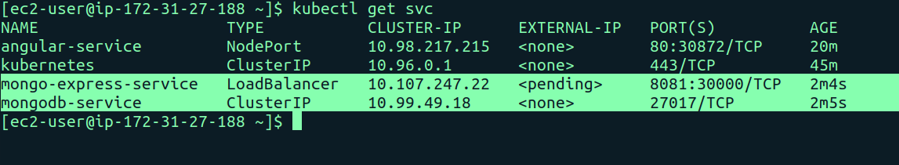 [ec2-user@ip-172-31-27-188 ~]$ kubectl get svc
NAME TYPE CLUSTER-IP EXTERNAL-IP PORT(S) AGE
angular-service NodePort 10.98.217.215 <none> 80:30872/TCP 20m
kubernetes ClusterIP 10.96.0.1 <none> 443/TCP 45m
mongo-express-service LoadBalancer 10.107.247.22 <pending> 8081:30000/TCP 2m4s
mongodb-service ClusterIP 10.99.49.18 <none> 27017/TCP 2m5s
[ec2-user@ip-172-31-27-188 ~]$